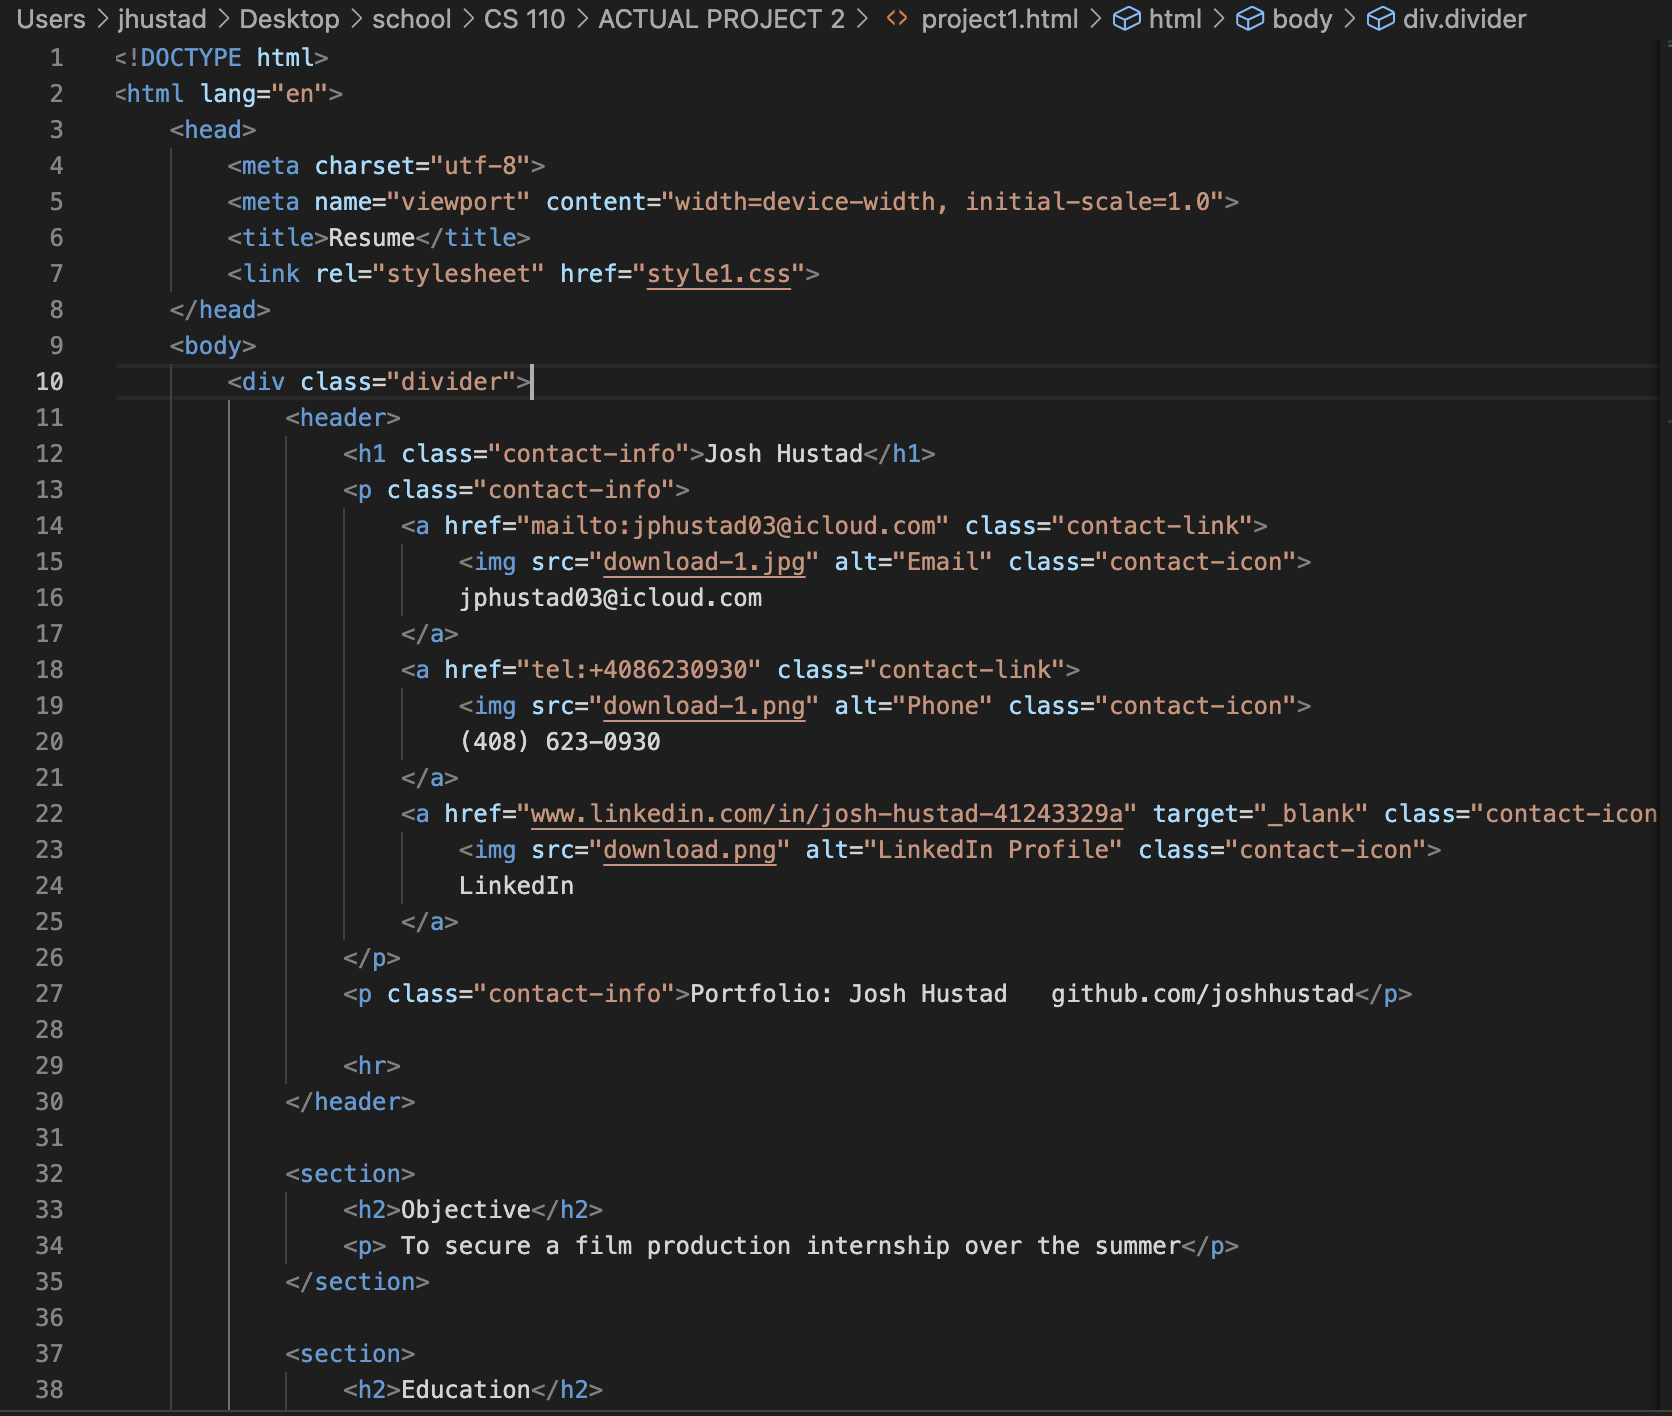 Users > jhustad > Desktop > school > CS 110 > ACTUAL PROJECT 2 > <> project1.html > html > body > div.divider
1 <!DOCTYPE html>
2 <html lang="en">
3 <head>
4 <meta charset="utf-8">
5 <meta name="viewport" content="width=device-width, initial-scale=1.0">
6 <title>Resume</title>
7 <link rel="stylesheet" href="style1.css">
8 </head>
9 <body>
10 <div class="divider">
11 <header>
12 <h1 class="contact-info">Josh Hustad</h1>
13 <p class="contact-info">
14 <a href="mailto:jphustad03@icloud.com" class="contact-link">
15 <img src="download-1.jpg" alt="Email" class="contact-icon">
16 jphustad03@icloud.com
17 </a>
18 <a href="tel:+4086230930" class="contact-link">
19 <img src="download-1.png" alt="Phone" class="contact-icon">
20 (408) 623-0930
21 </a>
22 <a href="www.linkedin.com/in/josh-hustad-41243329a" target="_blank" class="contact-icon
23 <img src="download.png" alt="LinkedIn Profile" class="contact-icon">
24 LinkedIn
25 </a>
26 </p>
27 <p class="contact-info">Portfolio: Josh Hustad   github.com/joshhustad</p>
28
29 <hr>
30 </header>
31
32 <section>
33 <h2>Objective</h2>
34 <p> To secure a film production internship over the summer</p>
35 </section>
36
37 <section>
38 <h2>Education</h2>